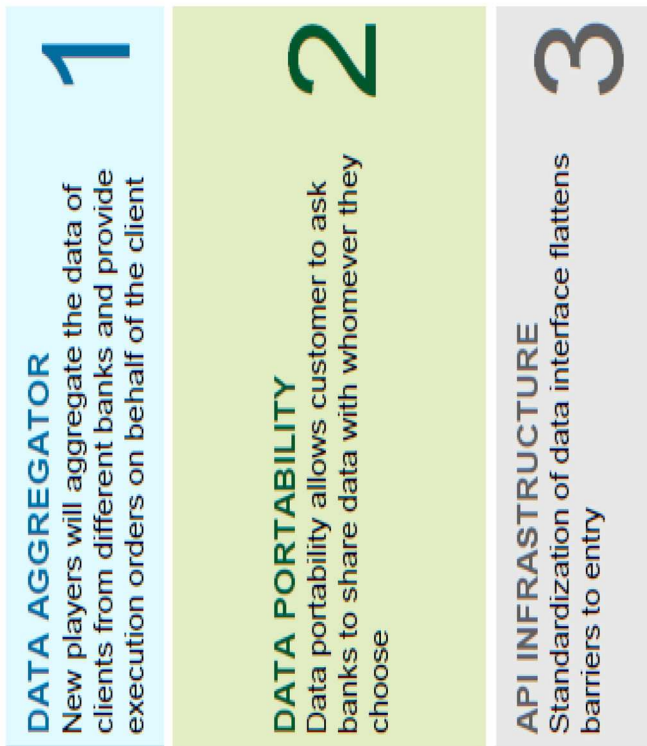 DATA AGGREGATOR
New players will aggregate the data of
clients from different banks and provide
execution orders on behalf of the client
1
DATA PORTABILITY
Data portability allows customer to ask
banks to share data with whomever they
choose
2
API INFRASTRUCTURE
Standardization of data interface flattens
barriers to entry
3